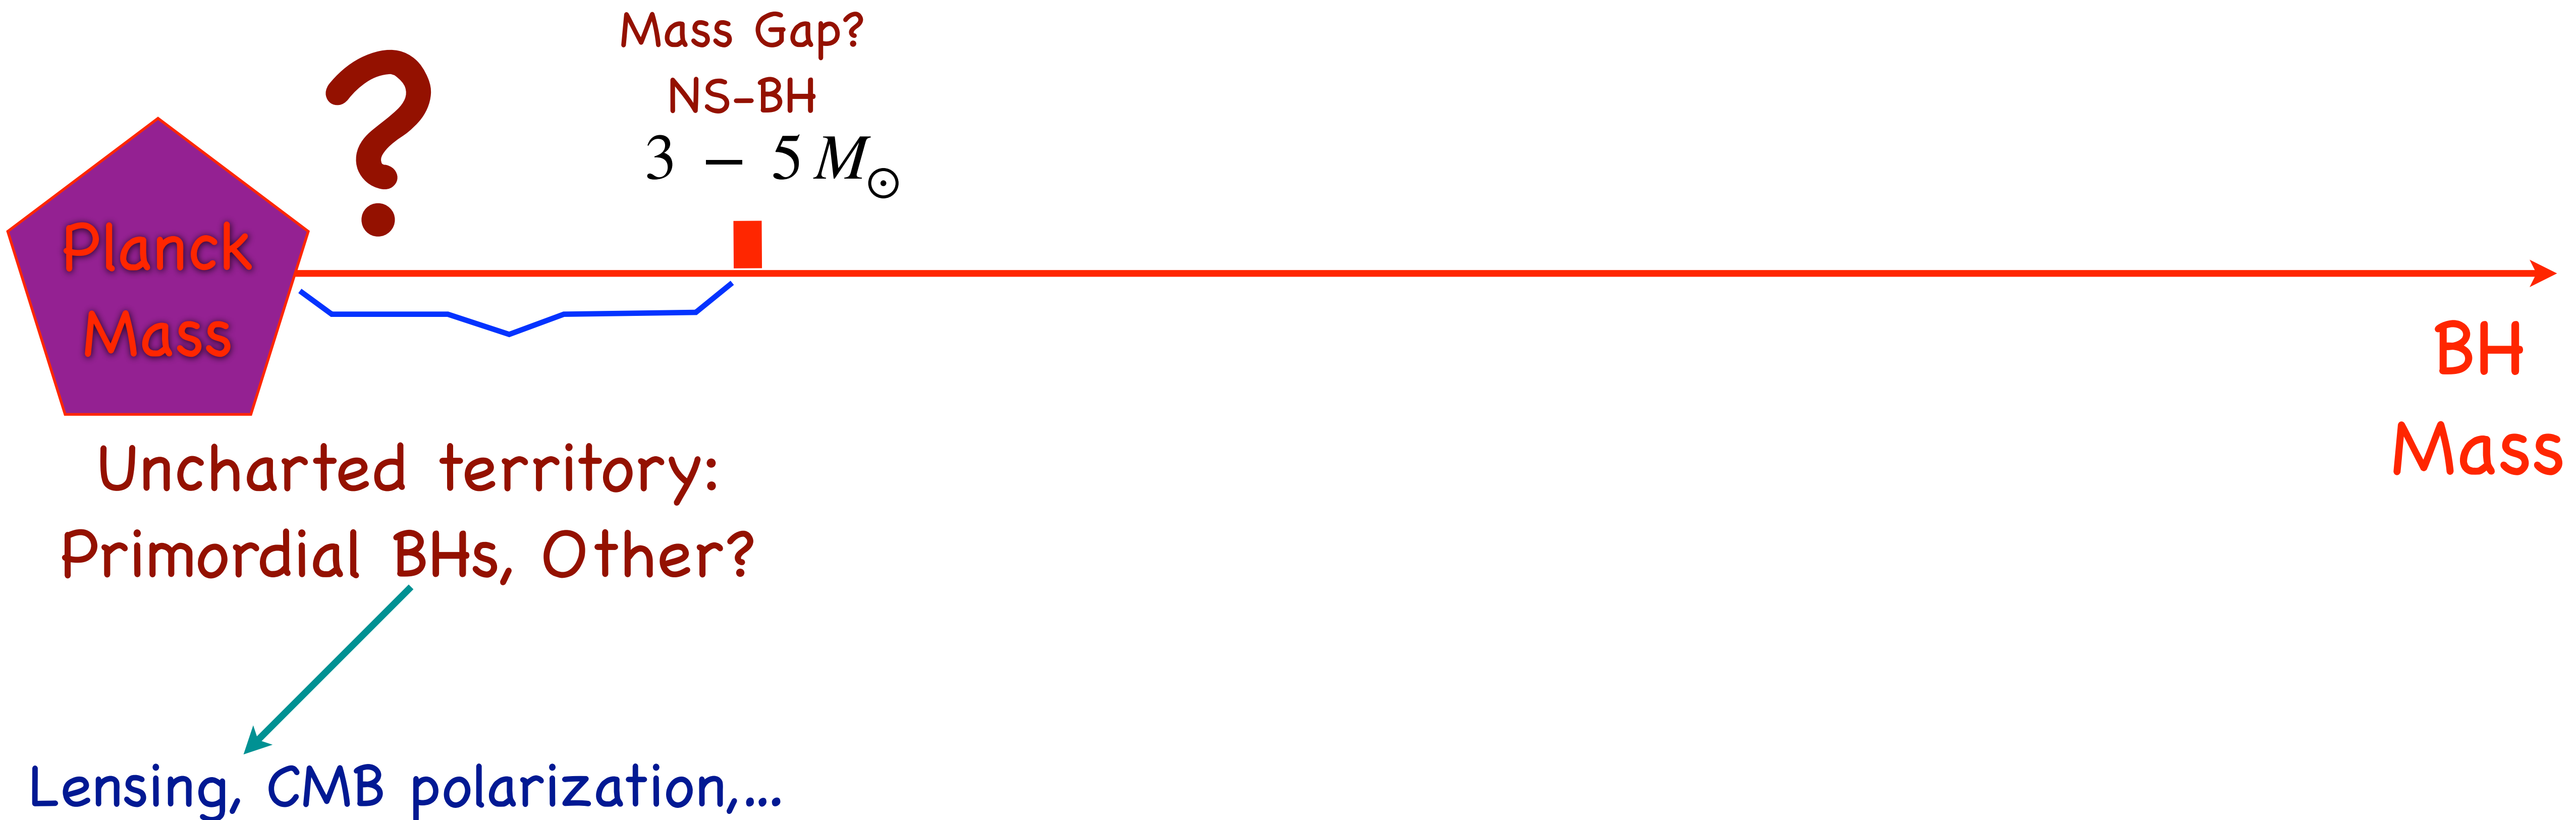 Mass Gap?
NS-BH
3 – 5 M☉
?
Planck
Mass
BH
Mass
Uncharted territory:
Primordial BHs, Other?
Lensing, CMB polarization,...